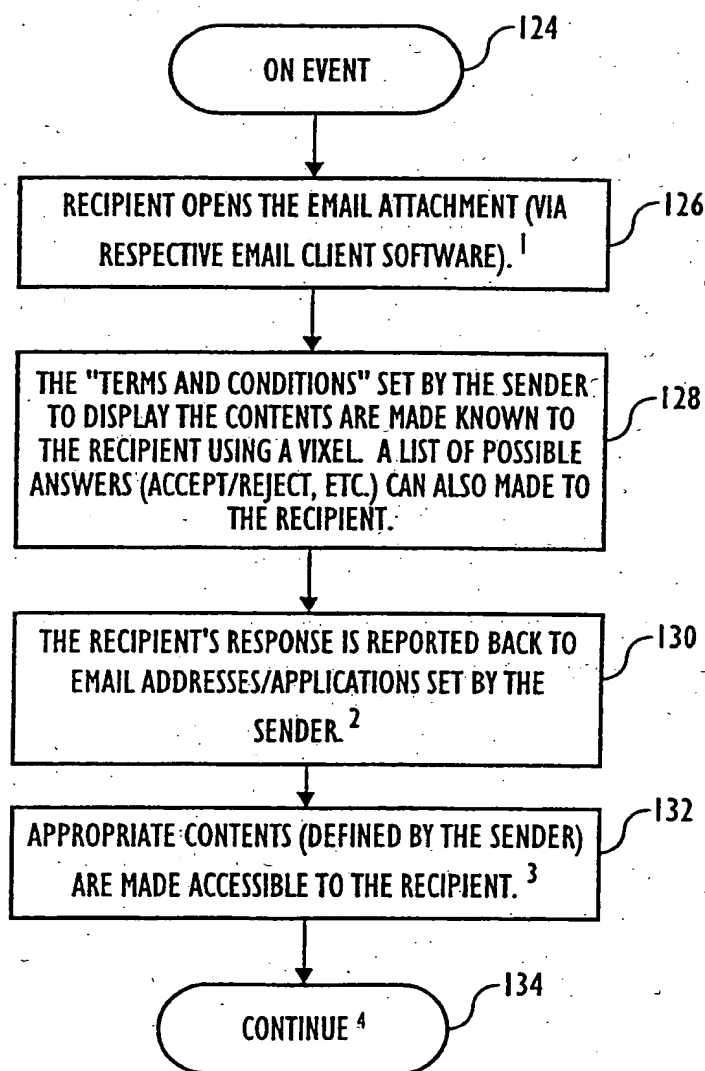 124
ON EVENT
RECIPIENT OPENS THE EMAIL ATTACHMENT (VIA
RESPECTIVE EMAIL CLIENT SOFTWARE). 1
126
THE "TERMS AND CONDITIONS" SET BY THE SENDER
TO DISPLAY THE CONTENTS ARE MADE KNOWN TO
THE RECIPIENT USING A VIXEL. A LIST OF POSSIBLE
ANSWERS (ACCEPT/REJECT, ETC.) CAN ALSO MADE TO
THE RECIPIENT.
128
THE RECIPIENT'S RESPONSE IS REPORTED BACK TO
EMAIL ADDRESSES/APPLICATIONS SET BY THE
SENDER. 2
130
APPROPRIATE CONTENTS (DEFINED BY THE SENDER)
ARE MADE ACCESSIBLE TO THE RECIPIENT. 3
132
CONTINUE 4
134